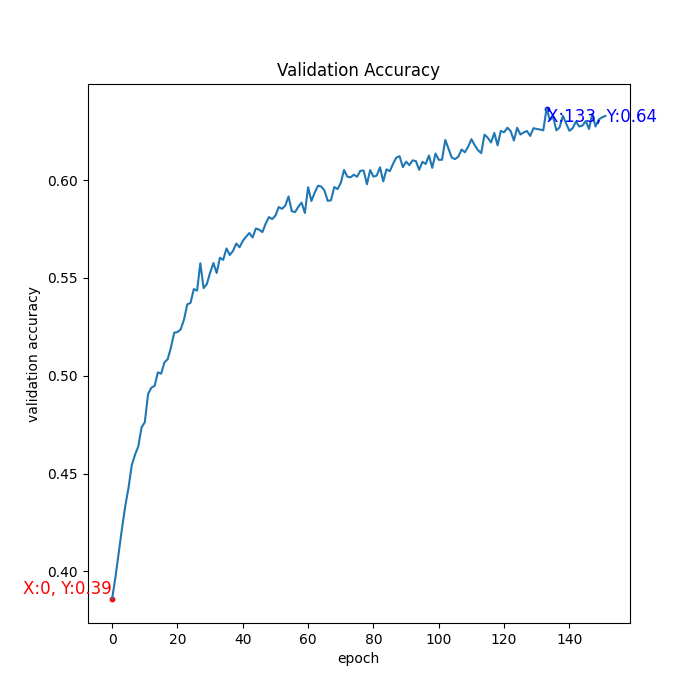 Validation Accuracy
X:133, Y:0.64
0.60
0.55
0.50
validation accuracy
0.45
0.40
X:0, Y:0.39
0 20 40 60 80 100 120 140
epoch